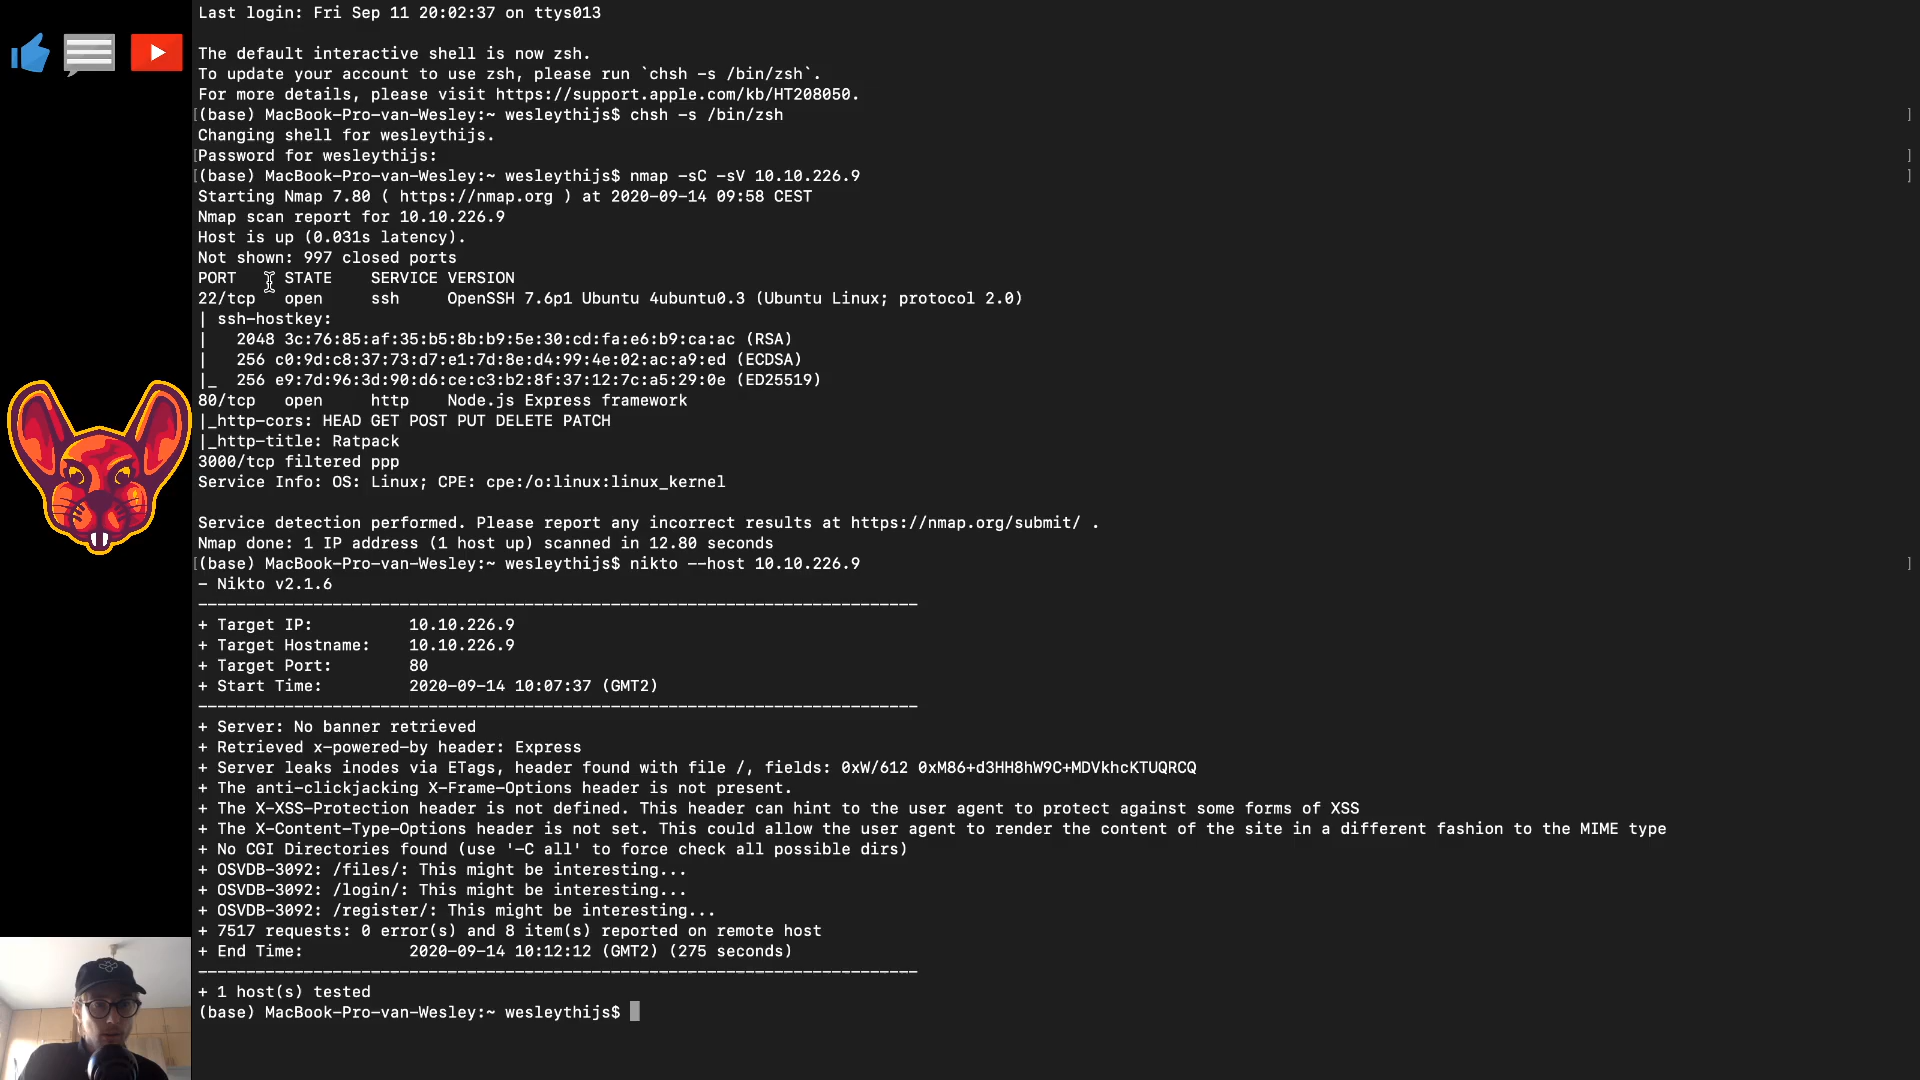 Last login: Fri Sep 11 20:02:37 on ttys013
The default interactive shell is now zsh.
To update your account to use zsh, please run `chsh -s /bin/zsh`.
For more details, please visit https://support.apple.com/kb/HT208050.
[(base) MacBook-Pro-van-Wesley:~ wesleythijs$ chsh -s /bin/zsh ]
Changing shell for wesleythijs.
[Password for wesleythijs: ]
[(base) MacBook-Pro-van-Wesley:~ wesleythijs$ nmap -sC -sV 10.10.226.9 ]
Starting Nmap 7.80 ( https://nmap.org ) at 2020-09-14 09:58 CEST
Nmap scan report for 10.10.226.9
Host is up (0.031s latency).
Not shown: 997 closed ports
PORT     STATE    SERVICE VERSION
22/tcp   open     ssh     OpenSSH 7.6p1 Ubuntu 4ubuntu0.3 (Ubuntu Linux; protocol 2.0)
| ssh-hostkey:
|   2048 3c:76:85:af:35:b5:8b:b9:5e:30:cd:fa:e6:b9:ca:ac (RSA)
|   256 c0:9d:c8:37:73:d7:e1:7d:8e:d4:99:4e:02:ac:a9:ed (ECDSA)
|_  256 e9:7d:96:3d:90:d6:ce:c3:b2:8f:37:12:7c:a5:29:0e (ED25519)
80/tcp   open     http    Node.js Express framework
|_http-cors: HEAD GET POST PUT DELETE PATCH
|_http-title: Ratpack
3000/tcp filtered ppp
Service Info: OS: Linux; CPE: cpe:/o:linux:linux_kernel
Service detection performed. Please report any incorrect results at https://nmap.org/submit/ .
Nmap done: 1 IP address (1 host up) scanned in 12.80 seconds
[(base) MacBook-Pro-van-Wesley:~ wesleythijs$ nikto --host 10.10.226.9 ]
- Nikto v2.1.6
---------------------------------------------------------------------------
+ Target IP:          10.10.226.9
+ Target Hostname:    10.10.226.9
+ Target Port:        80
+ Start Time:         2020-09-14 10:07:37 (GMT2)
---------------------------------------------------------------------------
+ Server: No banner retrieved
+ Retrieved x-powered-by header: Express
+ Server leaks inodes via ETags, header found with file /, fields: 0xW/612 0xM86+d3HH8hW9C+MDVkhcKTUQRCQ
+ The anti-clickjacking X-Frame-Options header is not present.
+ The X-XSS-Protection header is not defined. This header can hint to the user agent to protect against some forms of XSS
+ The X-Content-Type-Options header is not set. This could allow the user agent to render the content of the site in a different fashion to the MIME type
+ No CGI Directories found (use '-C all' to force check all possible dirs)
+ OSVDB-3092: /files/: This might be interesting...
+ OSVDB-3092: /login/: This might be interesting...
+ OSVDB-3092: /register/: This might be interesting...
+ 7517 requests: 0 error(s) and 8 item(s) reported on remote host
+ End Time:           2020-09-14 10:12:12 (GMT2) (275 seconds)
---------------------------------------------------------------------------
+ 1 host(s) tested
(base) MacBook-Pro-van-Wesley:~ wesleythijs$